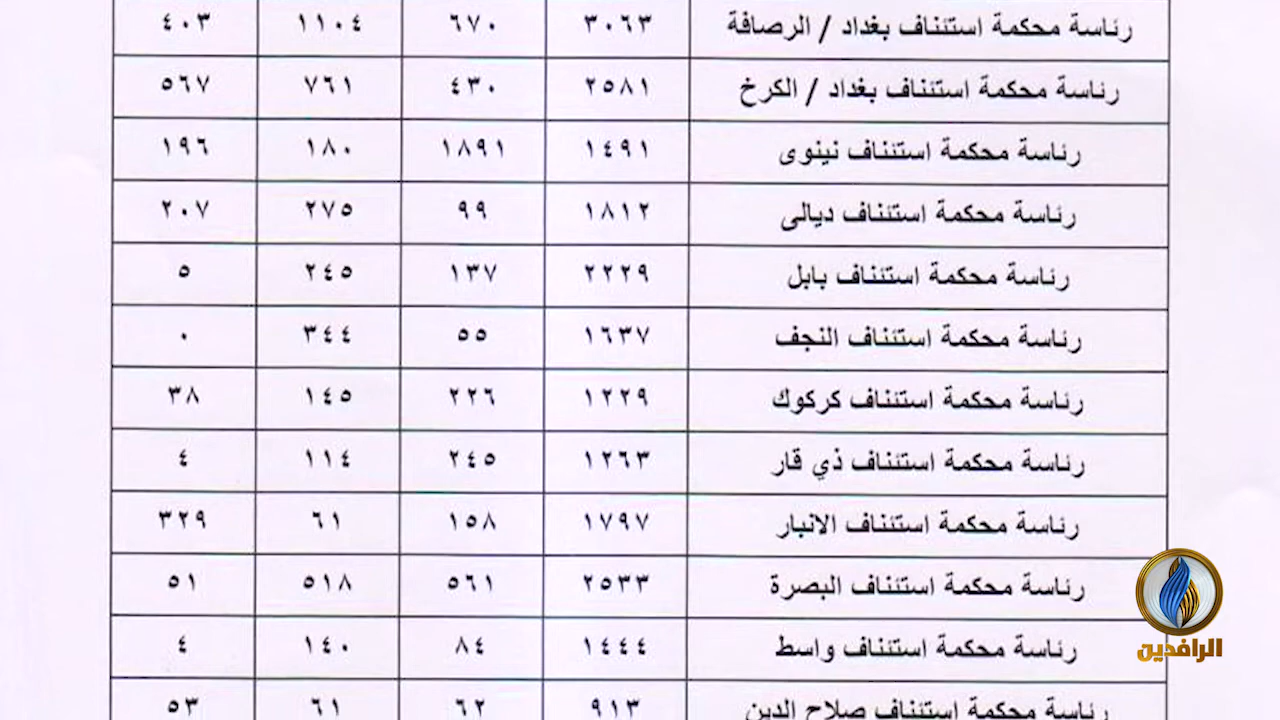 رئاسة محكمة استئناف بغداد / الرصافة ٣٠٦٣ ٦٧٠ ١١٠٤ ٤٠٣
رئاسة محكمة استئناف بغداد / الكرخ ٢٥٨١ ٤٣٠ ٧٦١ ٥٦٧
رئاسة محكمة استئناف نينوى ١٤٩١ ١٨٩١ ١٨٠ ١٩٦
رئاسة محكمة استئناف ديالى ١٨١٢ ٩٩ ٢٧٥ ٢٠٧
رئاسة محكمة استئناف بابل ٢٢٢٩ ١٣٧ ٢٤٥ ٥
رئاسة محكمة استئناف النجف ١٦٣٧ ٥٥ ٣٤٤ ٠
رئاسة محكمة استئناف كركوك ١٢٢٩ ٢٢٦ ١٤٥ ٣٨
رئاسة محكمة استئناف ذي قار ١٢٦٣ ٢٤٥ ١١٤ ٤
رئاسة محكمة استئناف الانبار ١٧٩٧ ١٥٨ ٦١ ٣٢٩
رئاسة محكمة استئناف البصرة ٢٥٣٣ ٥٦١ ٥١٨ ٥١
رئاسة محكمة استئناف واسط ١٤٤٤ ٨٤ ١٤٠ ٤
رئاسة محكمة استئناف صلاح الدين ٩١٣ ٦٢ ٦١ ٥٣
الرافدين